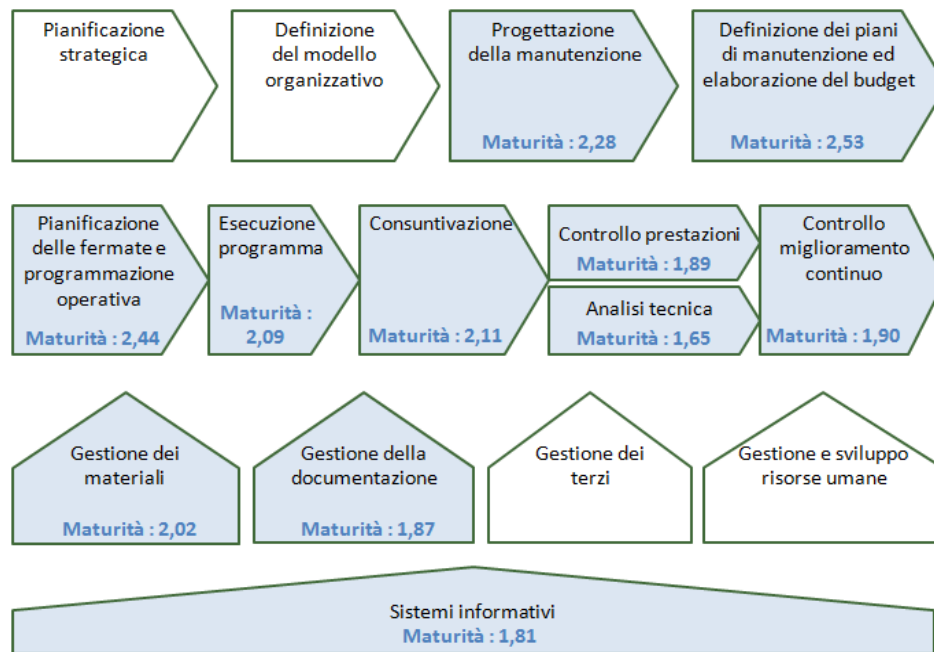 Pianificazione
strategica
Definizione
del modello
organizzativo
Progettazione
della manutenzione
Maturità : 2,28
Definizione dei piani
di manutenzione ed
elaborazione del budget
Maturità : 2,53
Pianificazione
delle fermate e
programmazione
operativa
Maturità : 2,44
Esecuzione
programma
Maturità :
2,09
Consuntivazione
Maturità : 2,11
Controllo prestazioni
Maturità : 1,89
Analisi tecnica
Maturità : 1,65
Controllo
miglioramento
continuo
Maturità : 1,90
Gestione dei
materiali
Maturità : 2,02
Gestione della
documentazione
Maturità : 1,87
Gestione dei
terzi
Gestione e sviluppo
risorse umane
Sistemi informativi
Maturità : 1,81